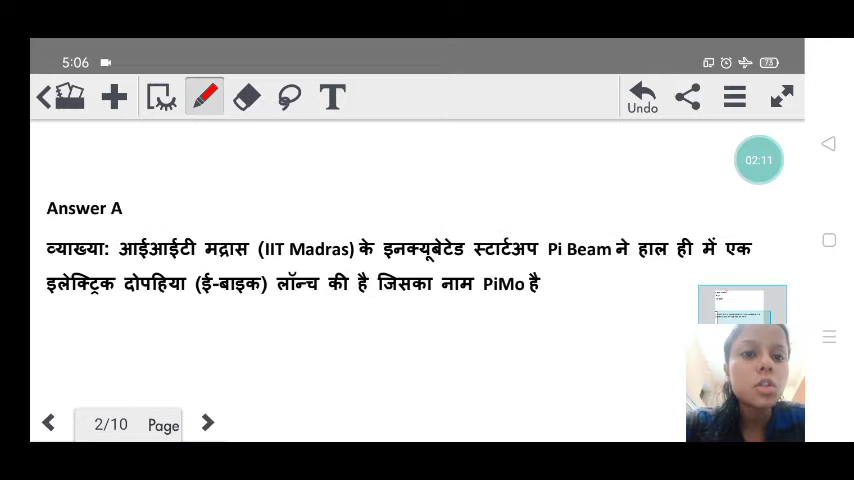 5:06
73
Undo
02:11
Answer A
व्याख्या: आईआईटी मद्रास (IIT Madras) के इनक्यूबेटेड स्टार्टअप Pi Beam ने हाल ही में एक
इलेक्ट्रिक दोपहिया (ई-बाइक) लॉन्च की है जिसका नाम PiMo है
2/10 Page